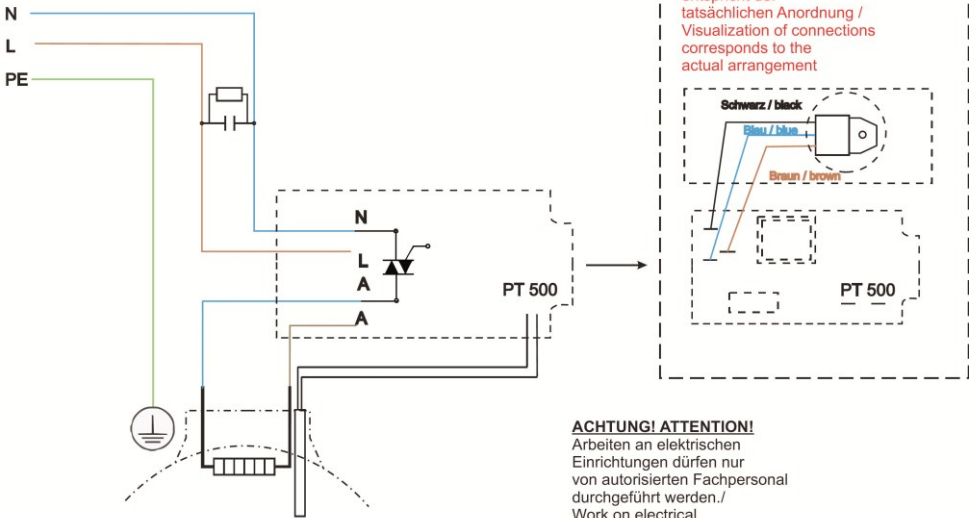 N
L
PE
N
L
A
A
PT 500
tatsächlichen Anordnung /
Visualization of connections
corresponds to the
actual arrangement
Schwarz / black
Blau / blue
Braun / brown
PT 500
ACHTUNG! ATTENTION!
Arbeiten an elektrischen
Einrichtungen dürfen nur
von autorisierten Fachpersonal
durchgeführt werden./
Work on electrical